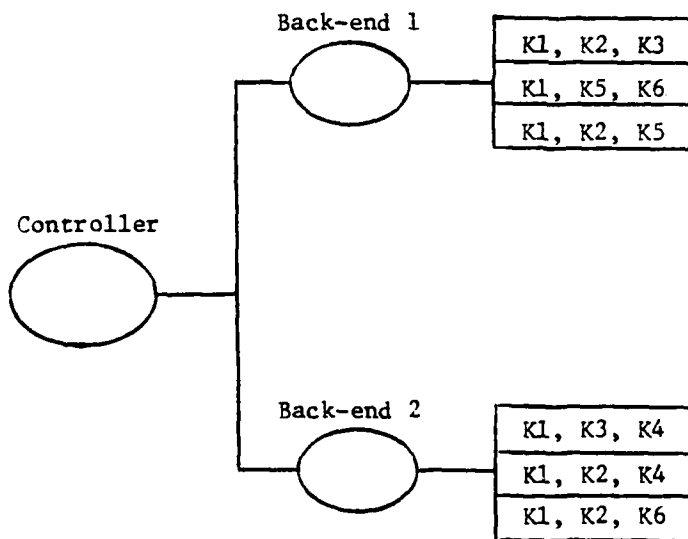 Back-end 1
K1, K2, K3
K1, K5, K6
K1, K2, K5
Controller
Back-end 2
K1, K3, K4
K1, K2, K4
K1, K2, K6